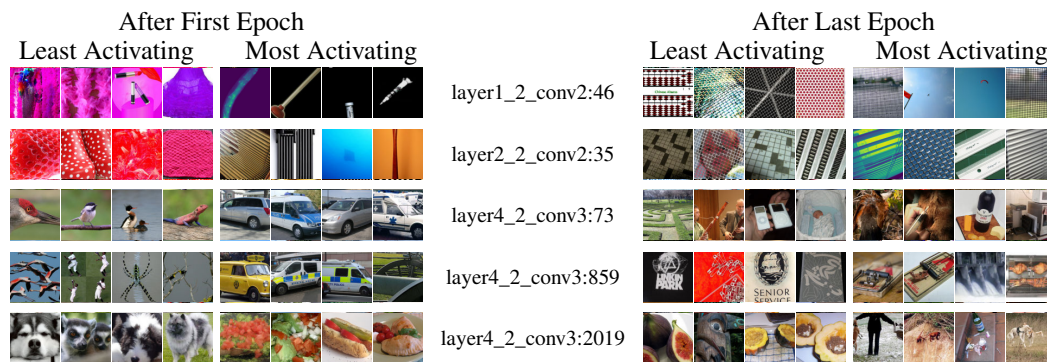 After First Epoch
Least Activating Most Activating
After Last Epoch
Least Activating Most Activating
layer1_2_conv2:46
layer2_2_conv2:35
layer4_2_conv3:73
layer4_2_conv3:859
layer4_2_conv3:2019
LINKIN
PARK
SENIOR
SERVICE